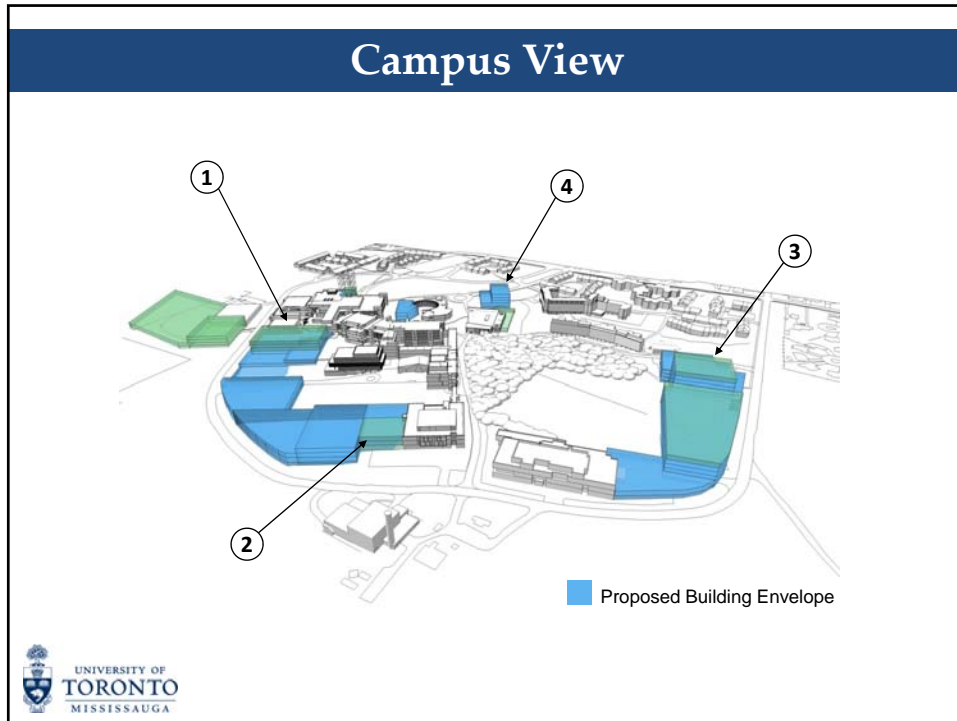 Campus View
1
4
3
2
Proposed Building Envelope
UNIVERSITY OF
TORONTO
MISSISSAUGA